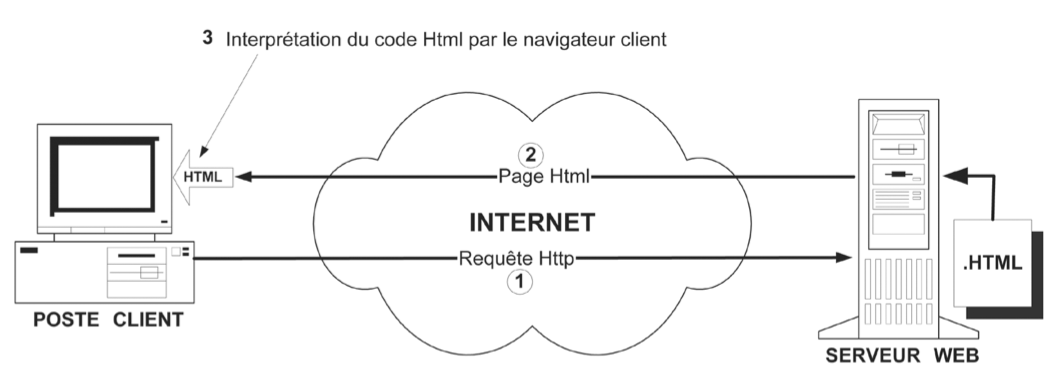 3 Interprétation du code Html par le navigateur client
2
HTML
Page Html
INTERNET
Requête Http
1
.HTML
POSTE CLIENT
SERVEUR WEB